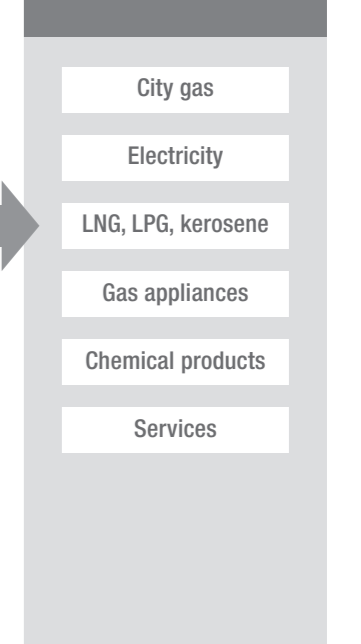 City gas
Electricity
LNG, LPG, kerosene
Gas appliances
Chemical products
Services